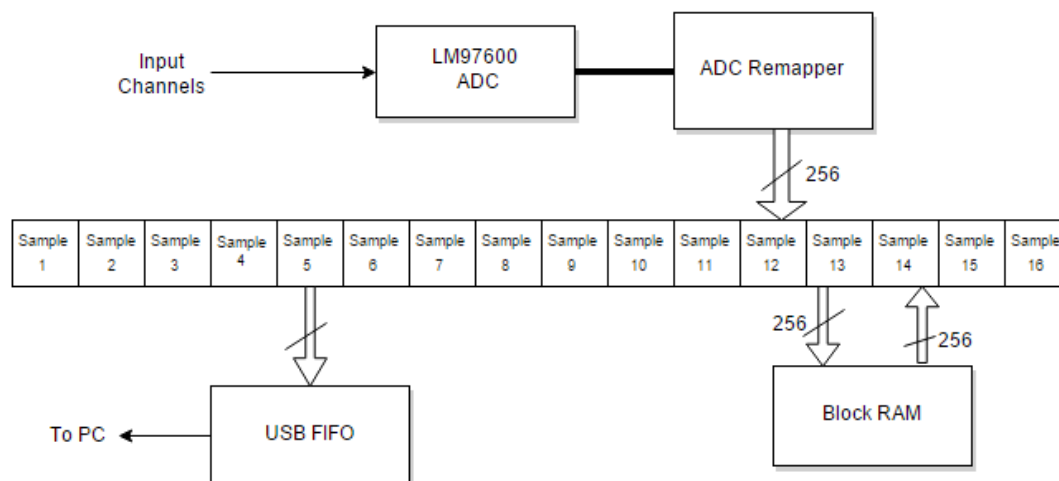 Input
Channels
LM97600
ADC
ADC Remapper
256
Sample
1
Sample
2
Sample
3
Sample
4
Sample
5
Sample
6
Sample
7
Sample
8
Sample
9
Sample
10
Sample
11
Sample
12
Sample
13
Sample
14
Sample
15
Sample
16
256
256
To PC
USB FIFO
Block RAM